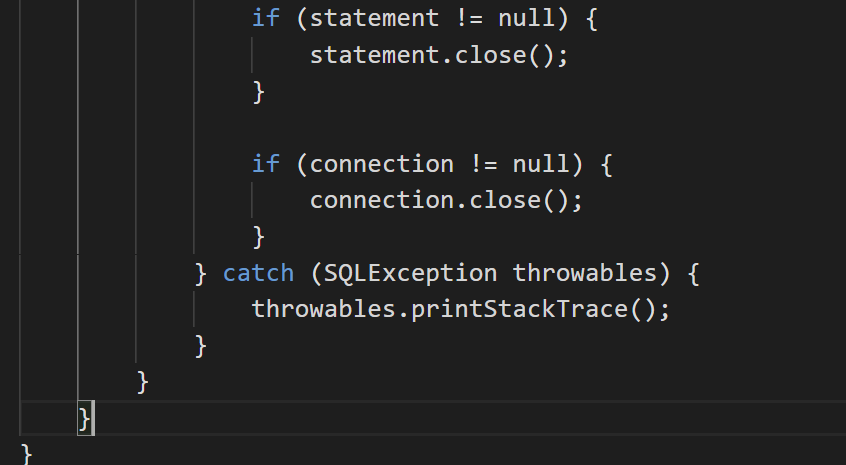 if (statement != null) {
statement.close();
}
if (connection != null) {
connection.close();
}
} catch (SQLException throwables) {
throwables.printStackTrace();
}
}
}
}